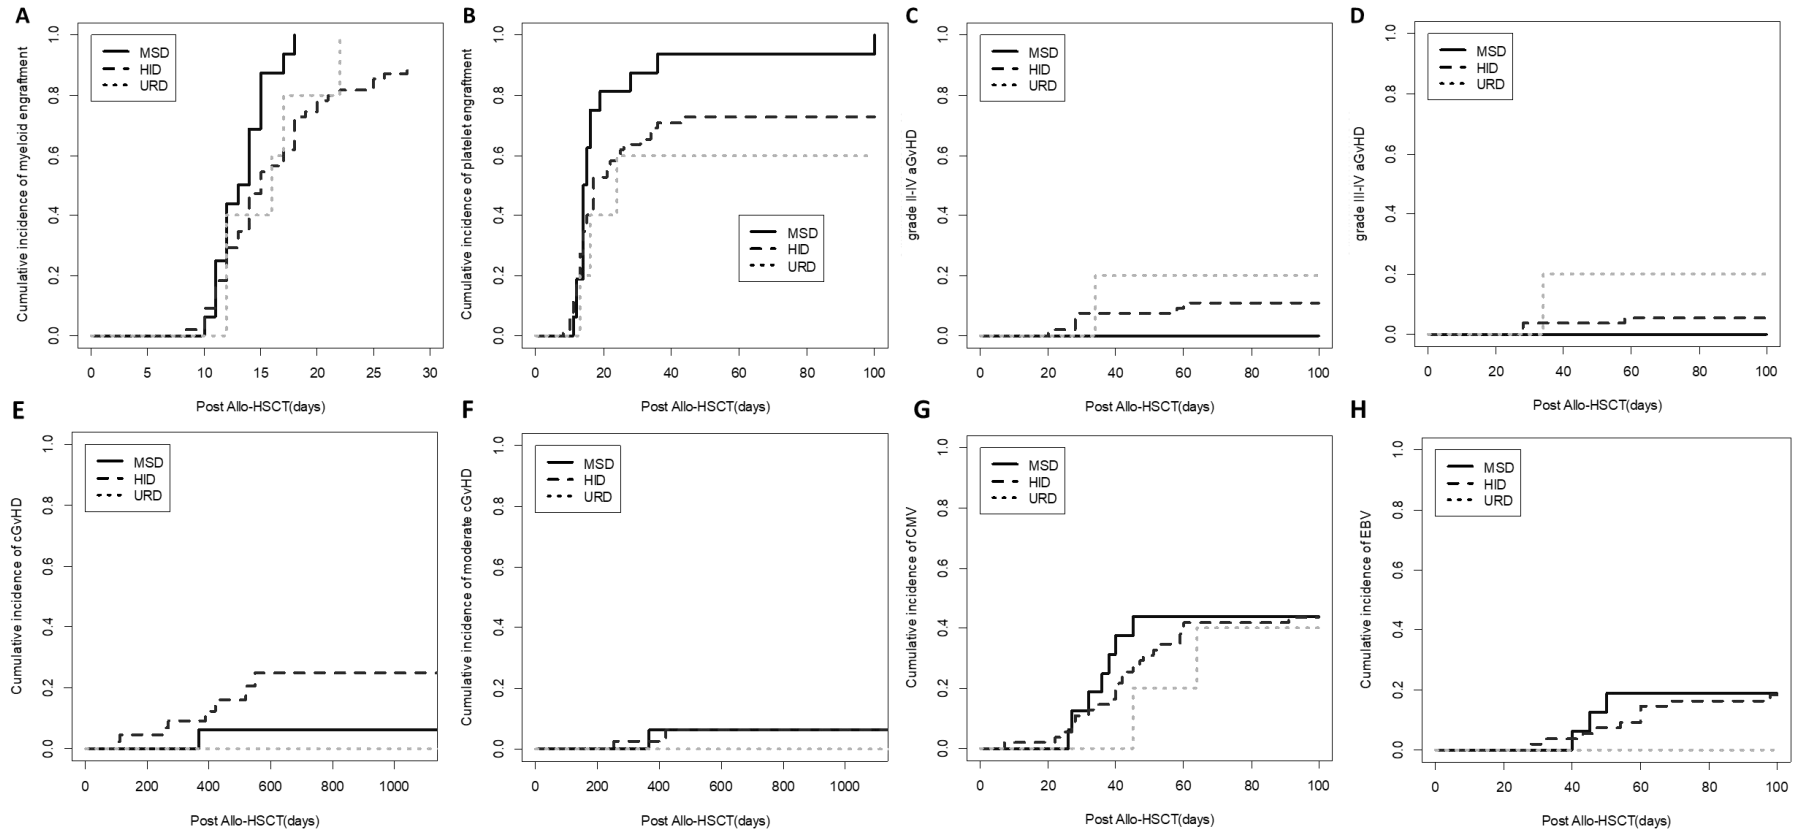 A
Cumulative incidence of myeloid engraftment
1.0
0.8
0.6
0.4
0.2
0.0
MSD
HID
URD
0 5 10 15 20 25 30
Post Allo-HSCT(days)
B
Cumulative incidence of platelet engraftment
1.0
0.8
0.6
0.4
0.2
0.0
MSD
HID
URD
0 20 40 60 80 100
Post Allo-HSCT(days)
C
grade II-IV aGvHD
1.0
0.8
0.6
0.4
0.2
0.0
MSD
HID
URD
0 20 40 60 80 100
Post Allo-HSCT(days)
D
grade III-IV aGvHD
1.0
0.8
0.6
0.4
0.2
0.0
MSD
HID
URD
0 20 40 60 80 100
Post Allo-HSCT(days)
E
Cumulative incidence of cGvHD
1.0
0.8
0.6
0.4
0.2
0.0
MSD
HID
URD
0 200 400 600 800 1000
Post Allo-HSCT(days)
F
Cumulative incidence of moderate cGvHD
1.0
0.8
0.6
0.4
0.2
0.0
MSD
HID
URD
0 200 400 600 800 1000
Post Allo-HSCT(days)
G
Cumulative incidence of CMV
1.0
0.8
0.6
0.4
0.2
0.0
MSD
HID
URD
0 20 40 60 80 100
Post Allo-HSCT(days)
H
Cumulative incidence of EBV
1.0
0.8
0.6
0.4
0.2
0.0
MSD
HID
URD
0 20 40 60 80 100
Post Allo-HSCT(days)